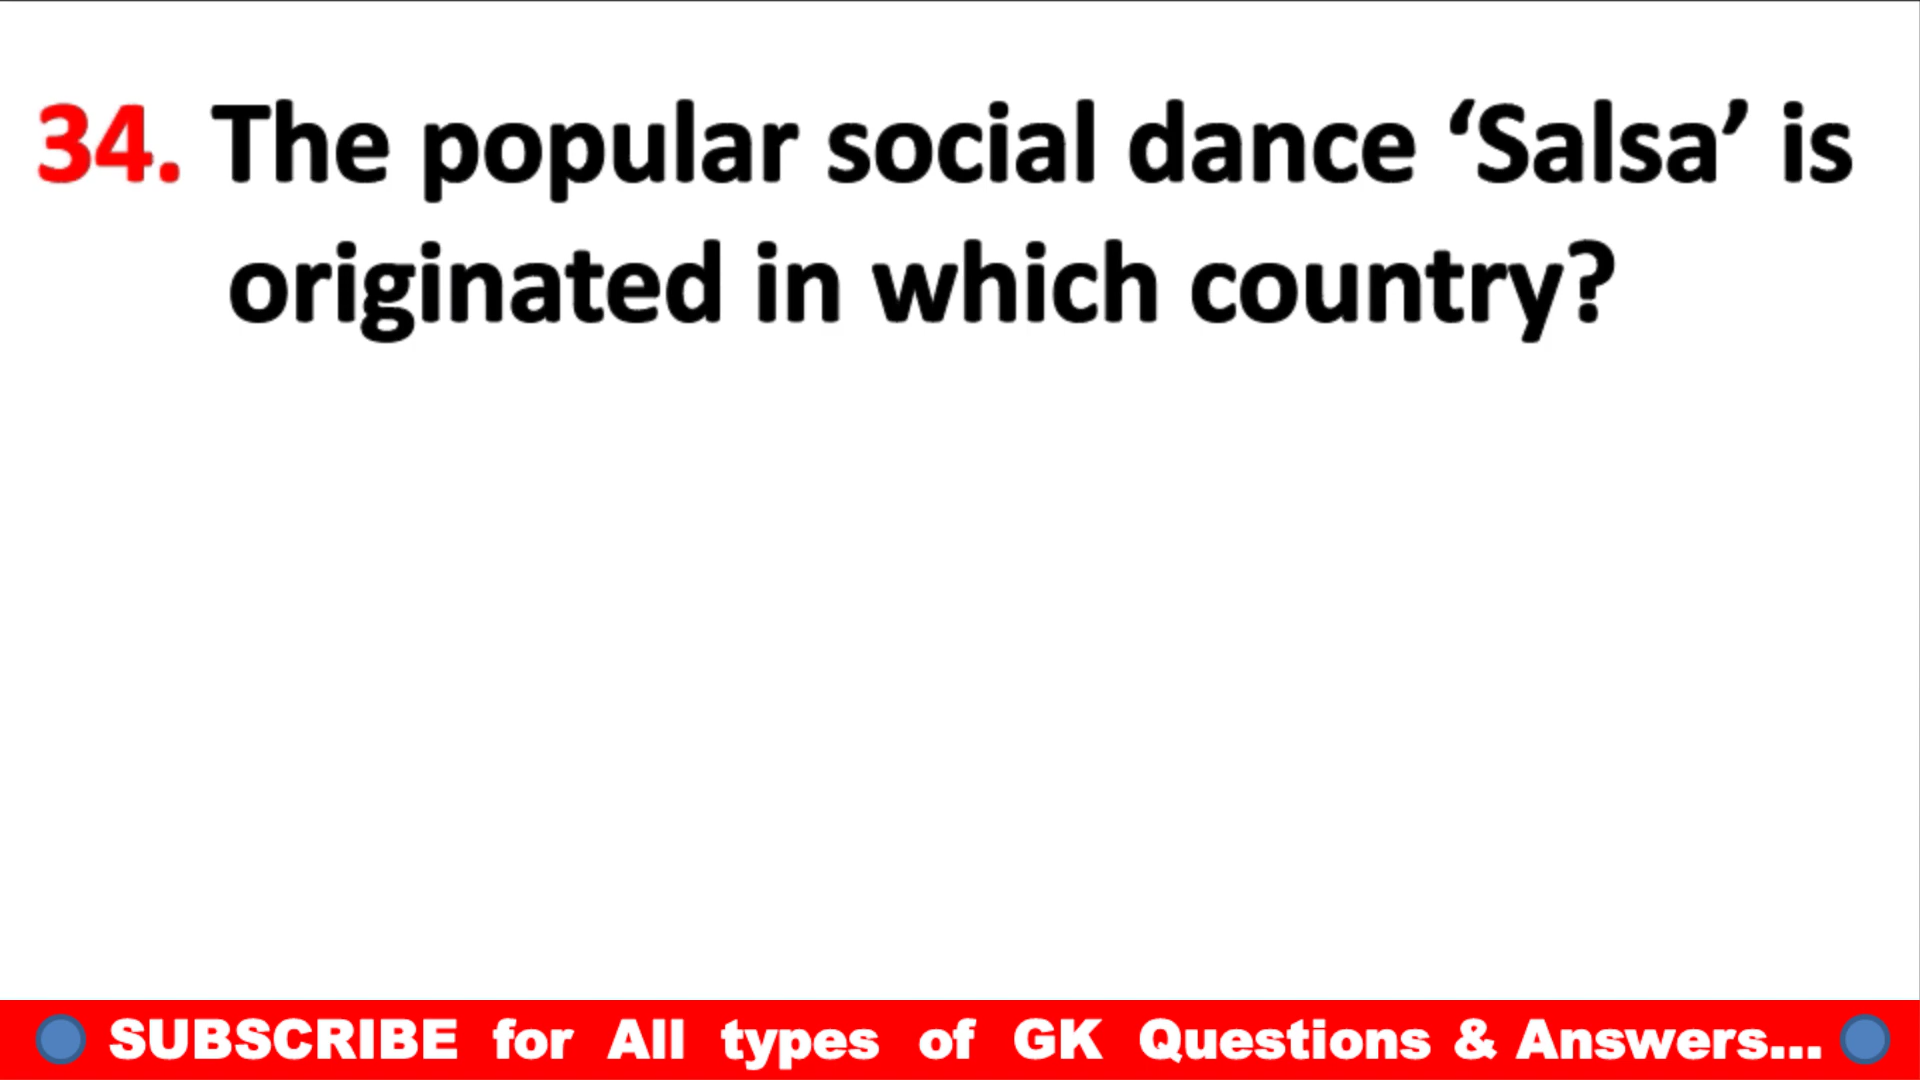 34. The popular social dance ‘Salsa’ is
originated in which country?
SUBSCRIBE for All types of GK Questions & Answers...